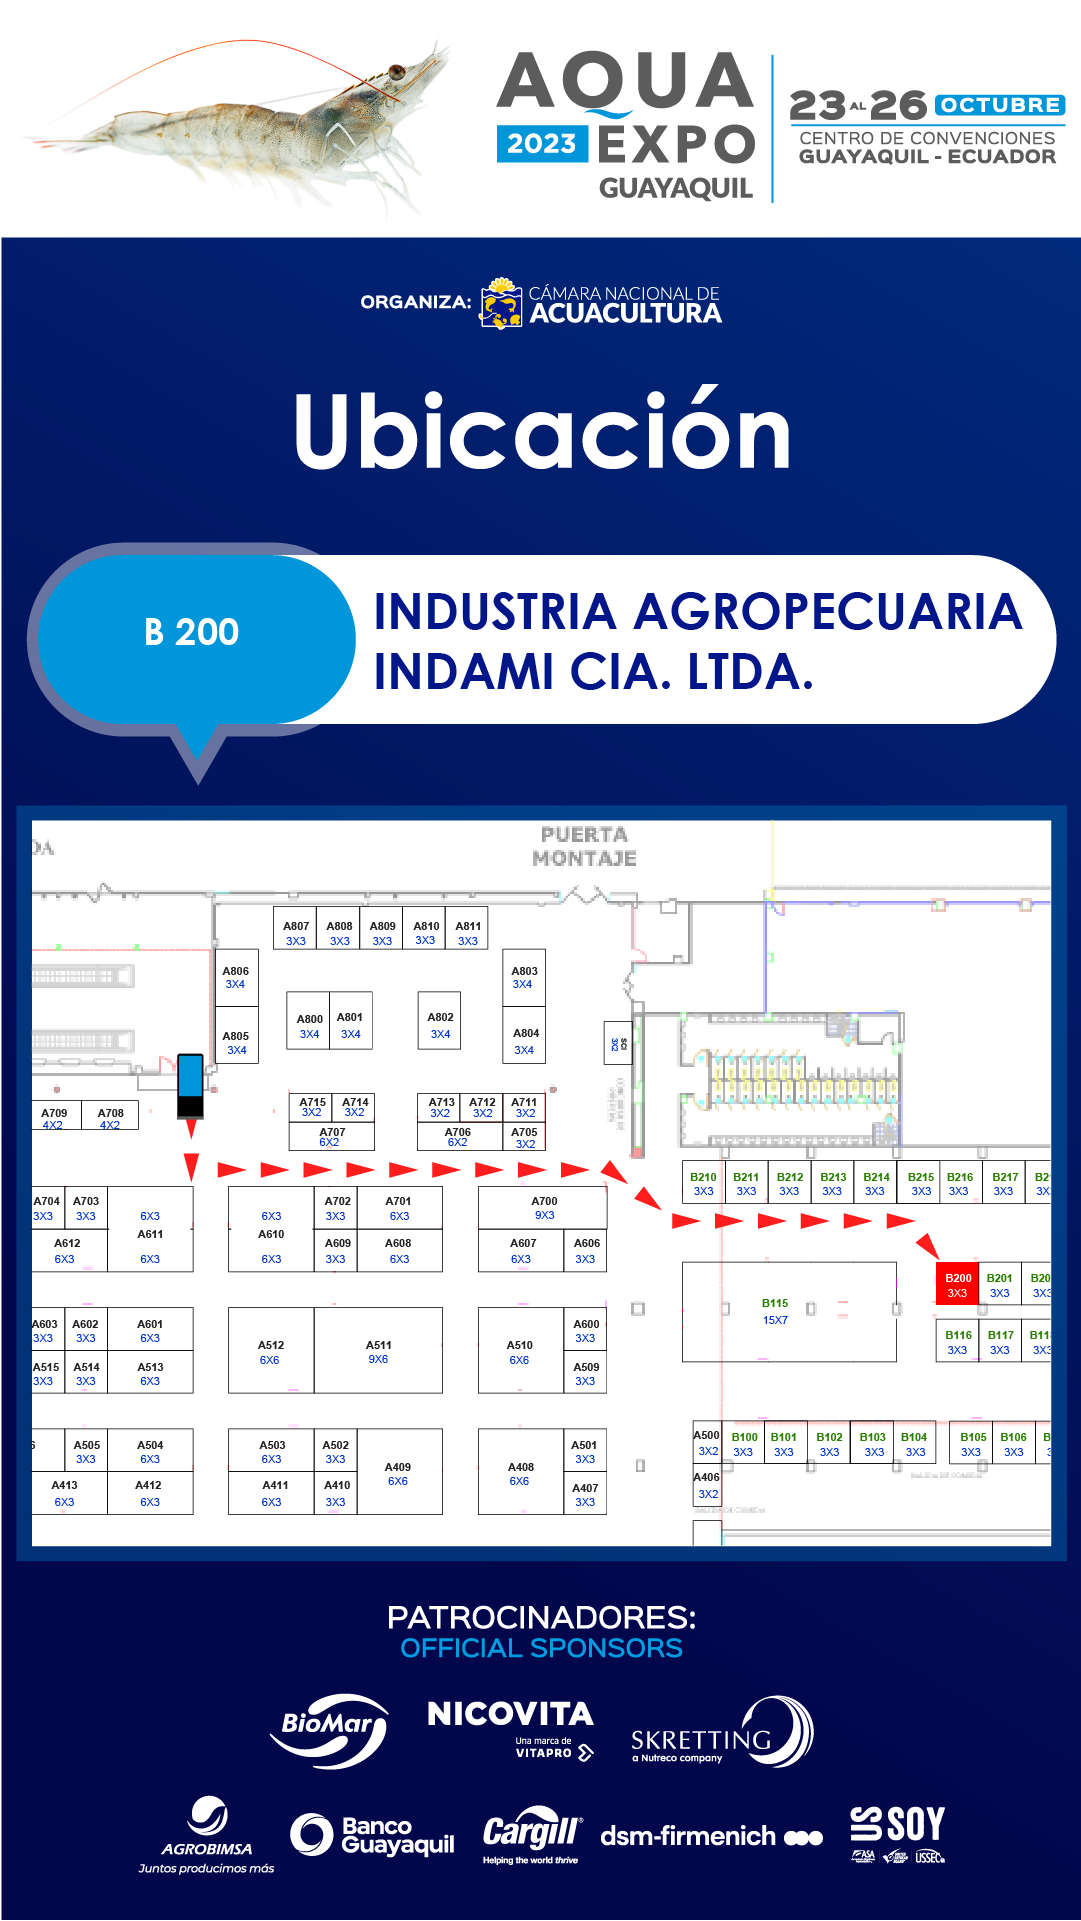 AQUA
2023 EXPO
GUAYAQUIL
23 AL 26 OCTUBRE
CENTRO DE CONVENCIONES
GUAYAQUIL - ECUADOR
ORGANIZA:
CÁMARA NACIONAL DE
ACUACULTURA
Ubicación
B 200
INDUSTRIA AGROPECUARIA
INDAMI CIA. LTDA.
PUERTA
MONTAJE
DA
A807 A808 A809 A810 A811
3X3 3X3 3X3 3X3 3X3
A806 A803
3X4 3X4
A800 A801 A802
3X4 3X4 3X4
A805 A804
3X4 3X4
SCI
3X2
A709 A708 A715 A714 A713 A712 A711
4X2 4X2 3X2 3X2 3X2 3X2 3X2
A707 A706 A705
6X2 6X2 3X2
B210 B211 B212 B213 B214 B215 B216 B217 B21
3X3 3X3 3X3 3X3 3X3 3X3 3X3 3X3 3X
A704 A703 A702 A701 A700
3X3 3X3 6X3 6X3 3X3 6X3 9X3
A612 A611 A610 A609 A608 A607 A606
6X3 6X3 6X3 3X3 6X3 6X3 3X3
B200 B201 B20
3X3 3X3 3X3
B115
15X7
A603 A602 A601 A600
3X3 3X3 6X3 3X3
B116 B117 B118
3X3 3X3 3X3
A512 A511 A510
6X6 9X6 6X6
A515 A514 A513 A509
3X3 3X3 6X3 3X3
A505 A504 A503 A502 A501
3X3 6X3 6X3 3X3 3X3
A500 B100 B101 B102 B103 B104 B105 B106 B
3X2 3X3 3X3 3X3 3X3 3X3 3X3 3X3 3
A409 A408
6X6 6X6
A413 A412 A411 A410 A407
6X3 6X3 6X3 3X3 3X3
A406
3X2
PATROCINADORES:
OFFICIAL SPONSORS
BioMar
NICOVITA
Una marca de
VITAPRO
SKRETTING
a Nutreco company
AGROBIMSA
Juntos producimos más
Banco
Guayaquil
Cargill®
Helping the world thrive
dsm-firmenich
US SOY
ASA
USSEC